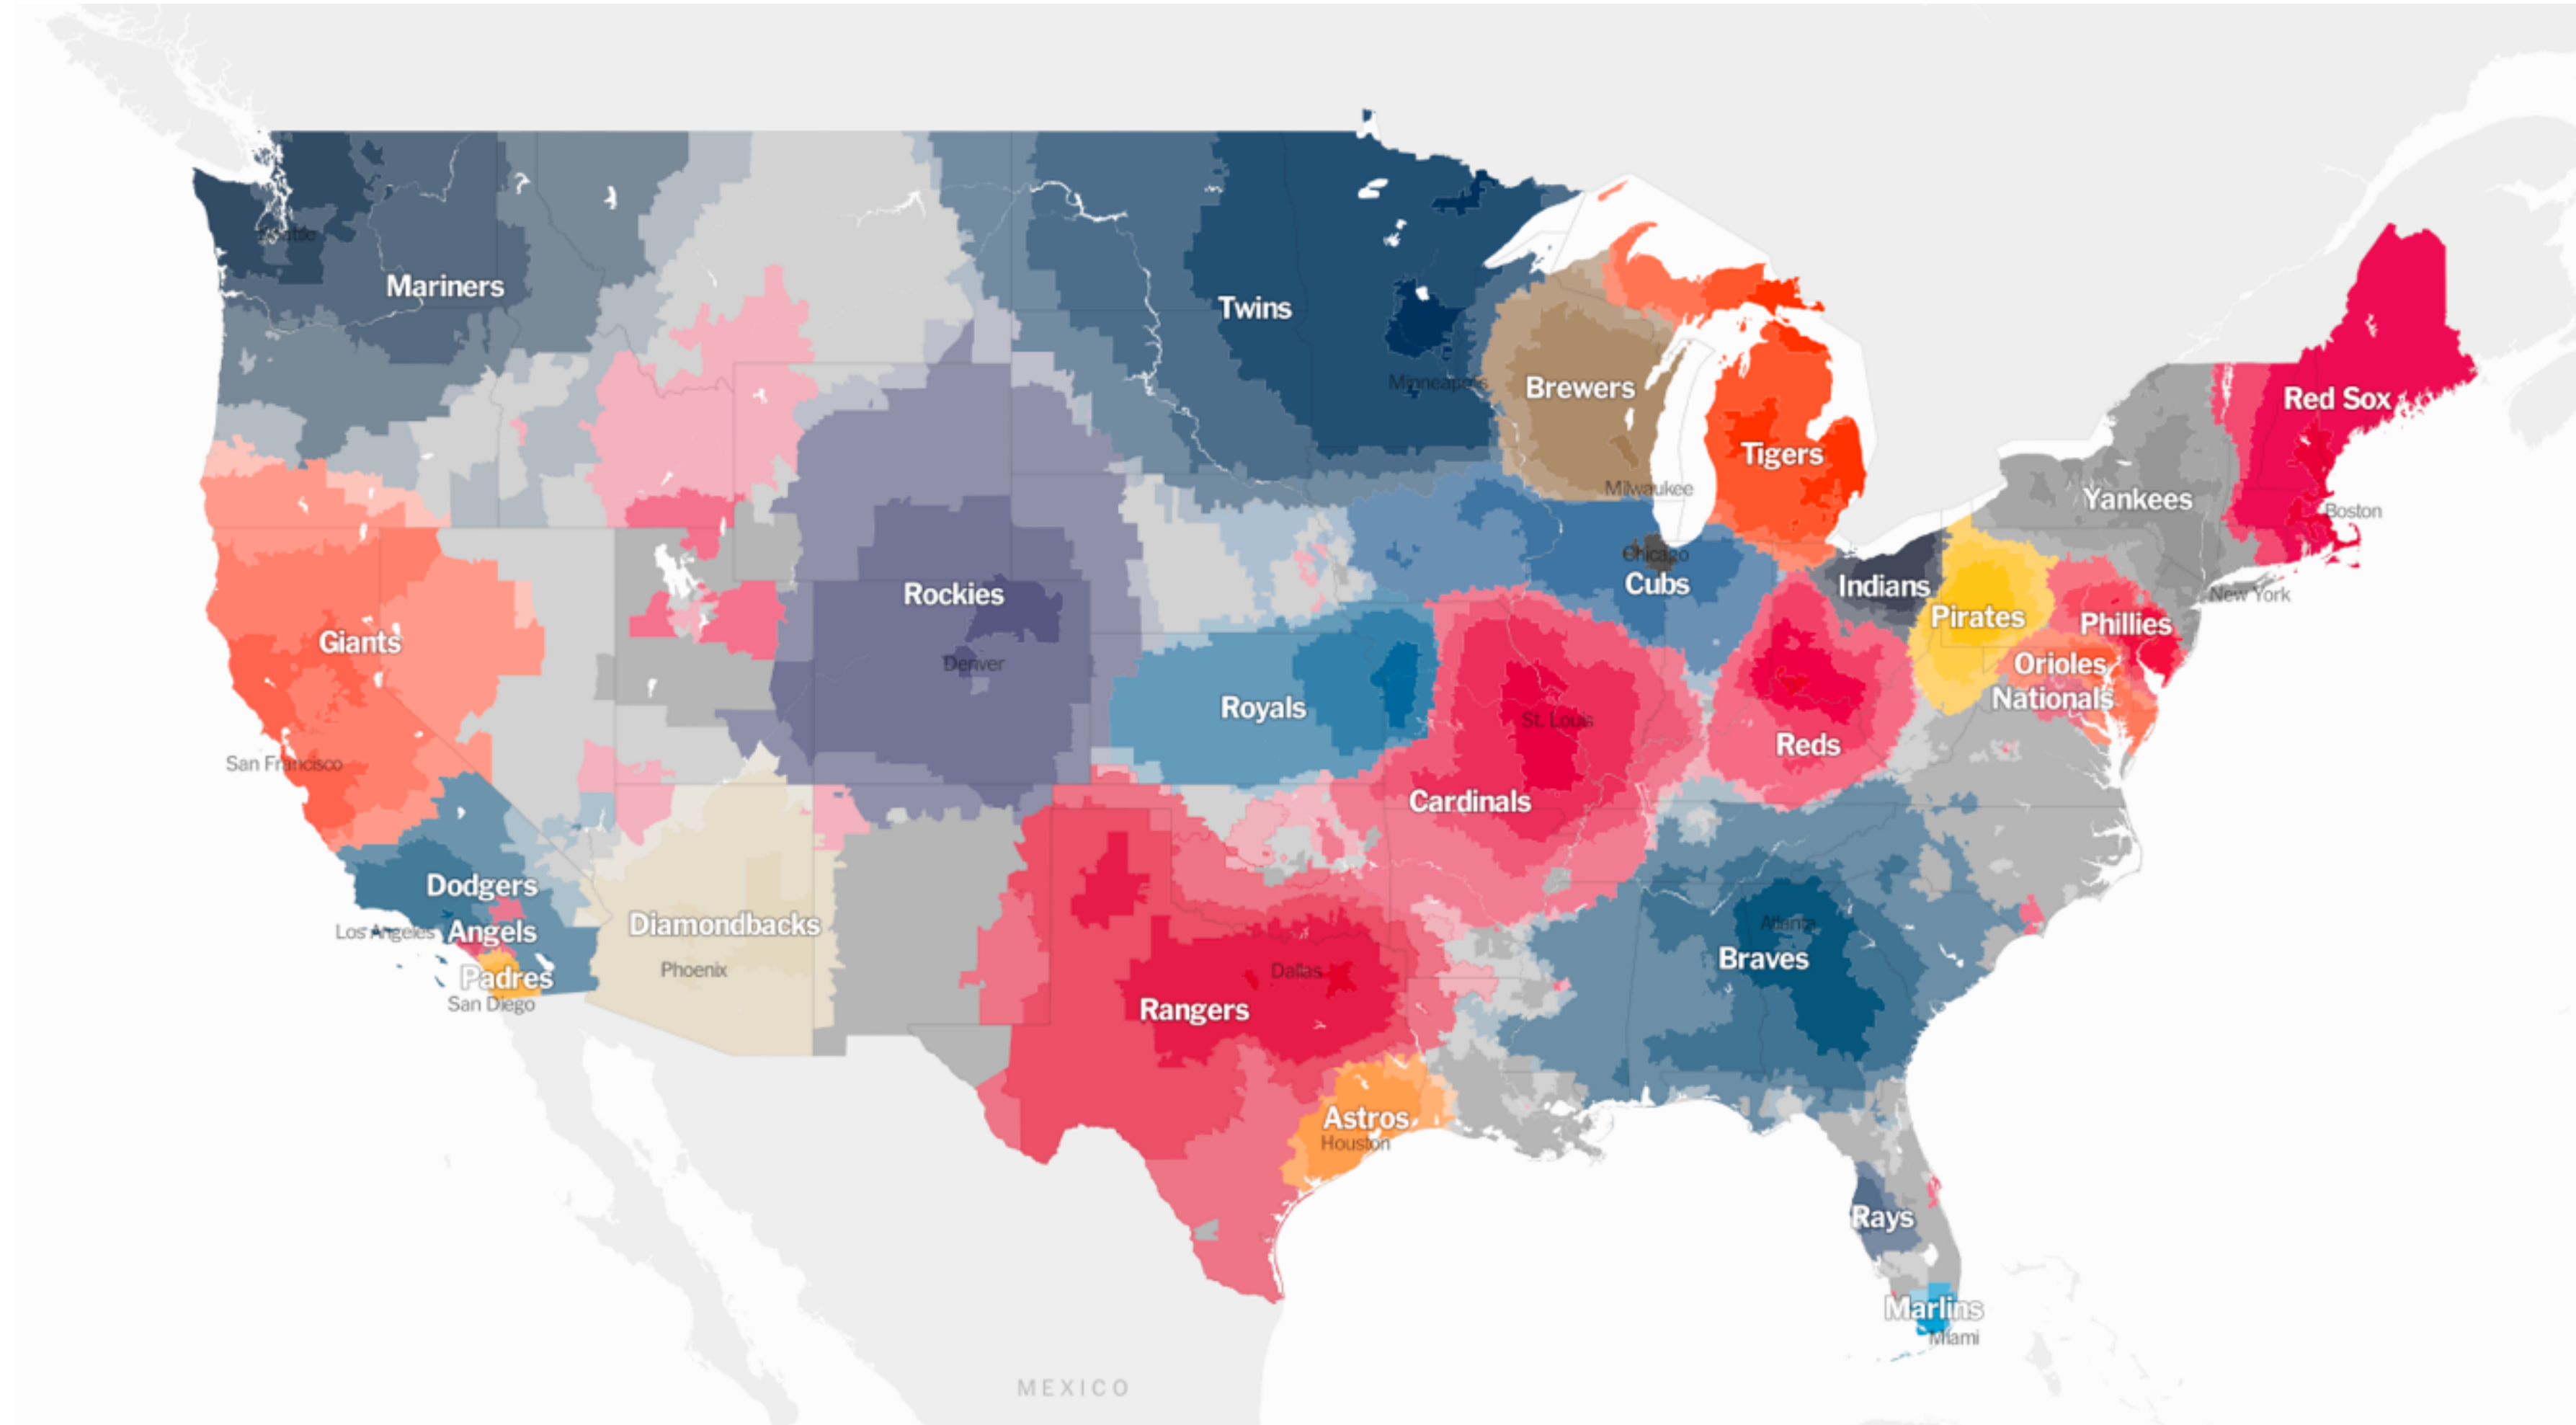 Seattle
Mariners
Twins
Minneapolis
Brewers
Milwaukee
Tigers
Red Sox
Boston
Yankees
New York
Chicago
Cubs
Indians
Pirates
Phillies
Orioles
Nationals
Rockies
Denver
Giants
San Francisco
Royals
St. Louis
Cardinals
Reds
Dodgers
Los Angeles
Angels
Padres
San Diego
Diamondbacks
Phoenix
Rangers
Dallas
Atlanta
Braves
Astros
Houston
Rays
Marlins
Miami
MEXICO